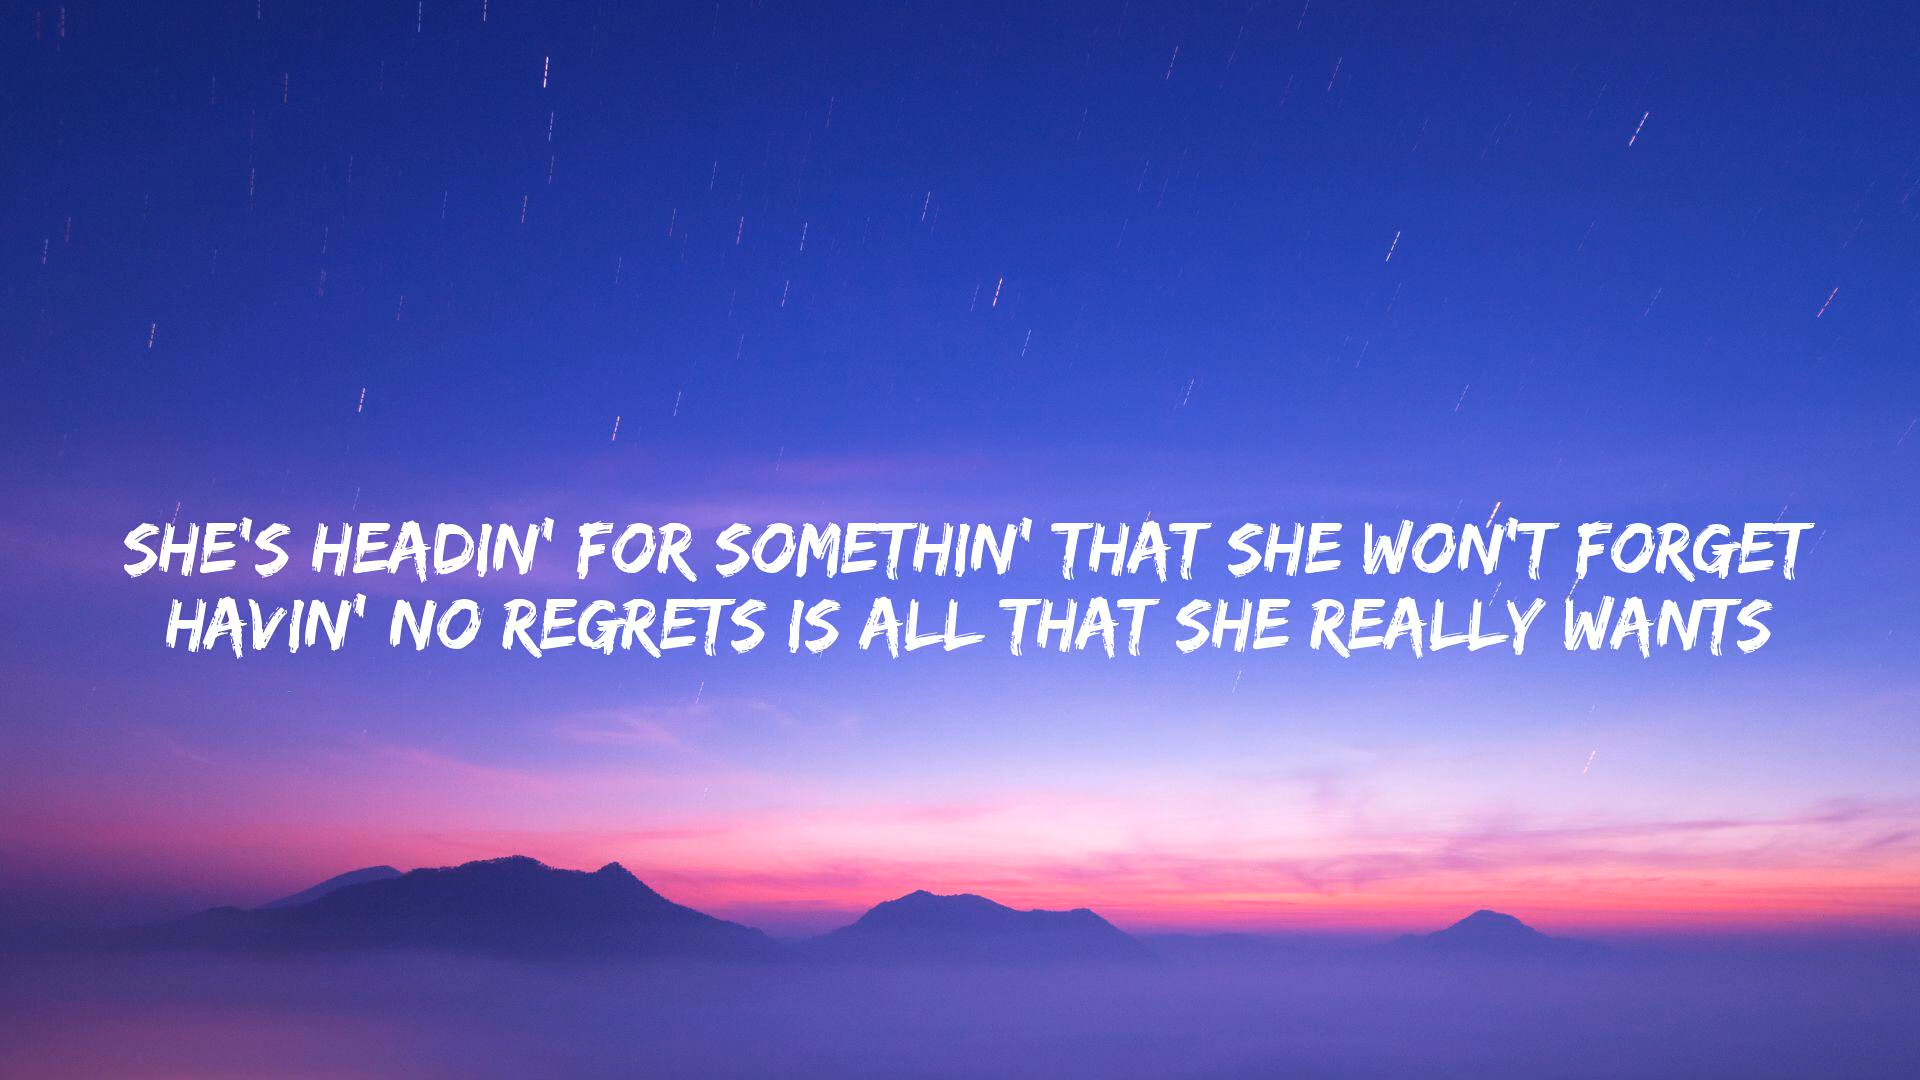 SHE'S HEADIN' FOR SOMETHIN' THAT SHE WON'T FORGET
HAVIN' NO REGRETS IS ALL THAT SHE REALLY WANTS